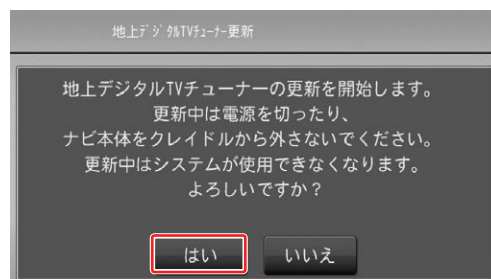 地上ﾃﾞｼﾞﾀﾙTVﾁｭｰﾅｰ更新
地上デジタルTVチューナーの更新を開始します。
更新中は電源を切ったり、
ナビ本体をクレイドルから外さないでください。
更新中はシステムが使用できなくなります。
よろしいですか？
はい いいえ